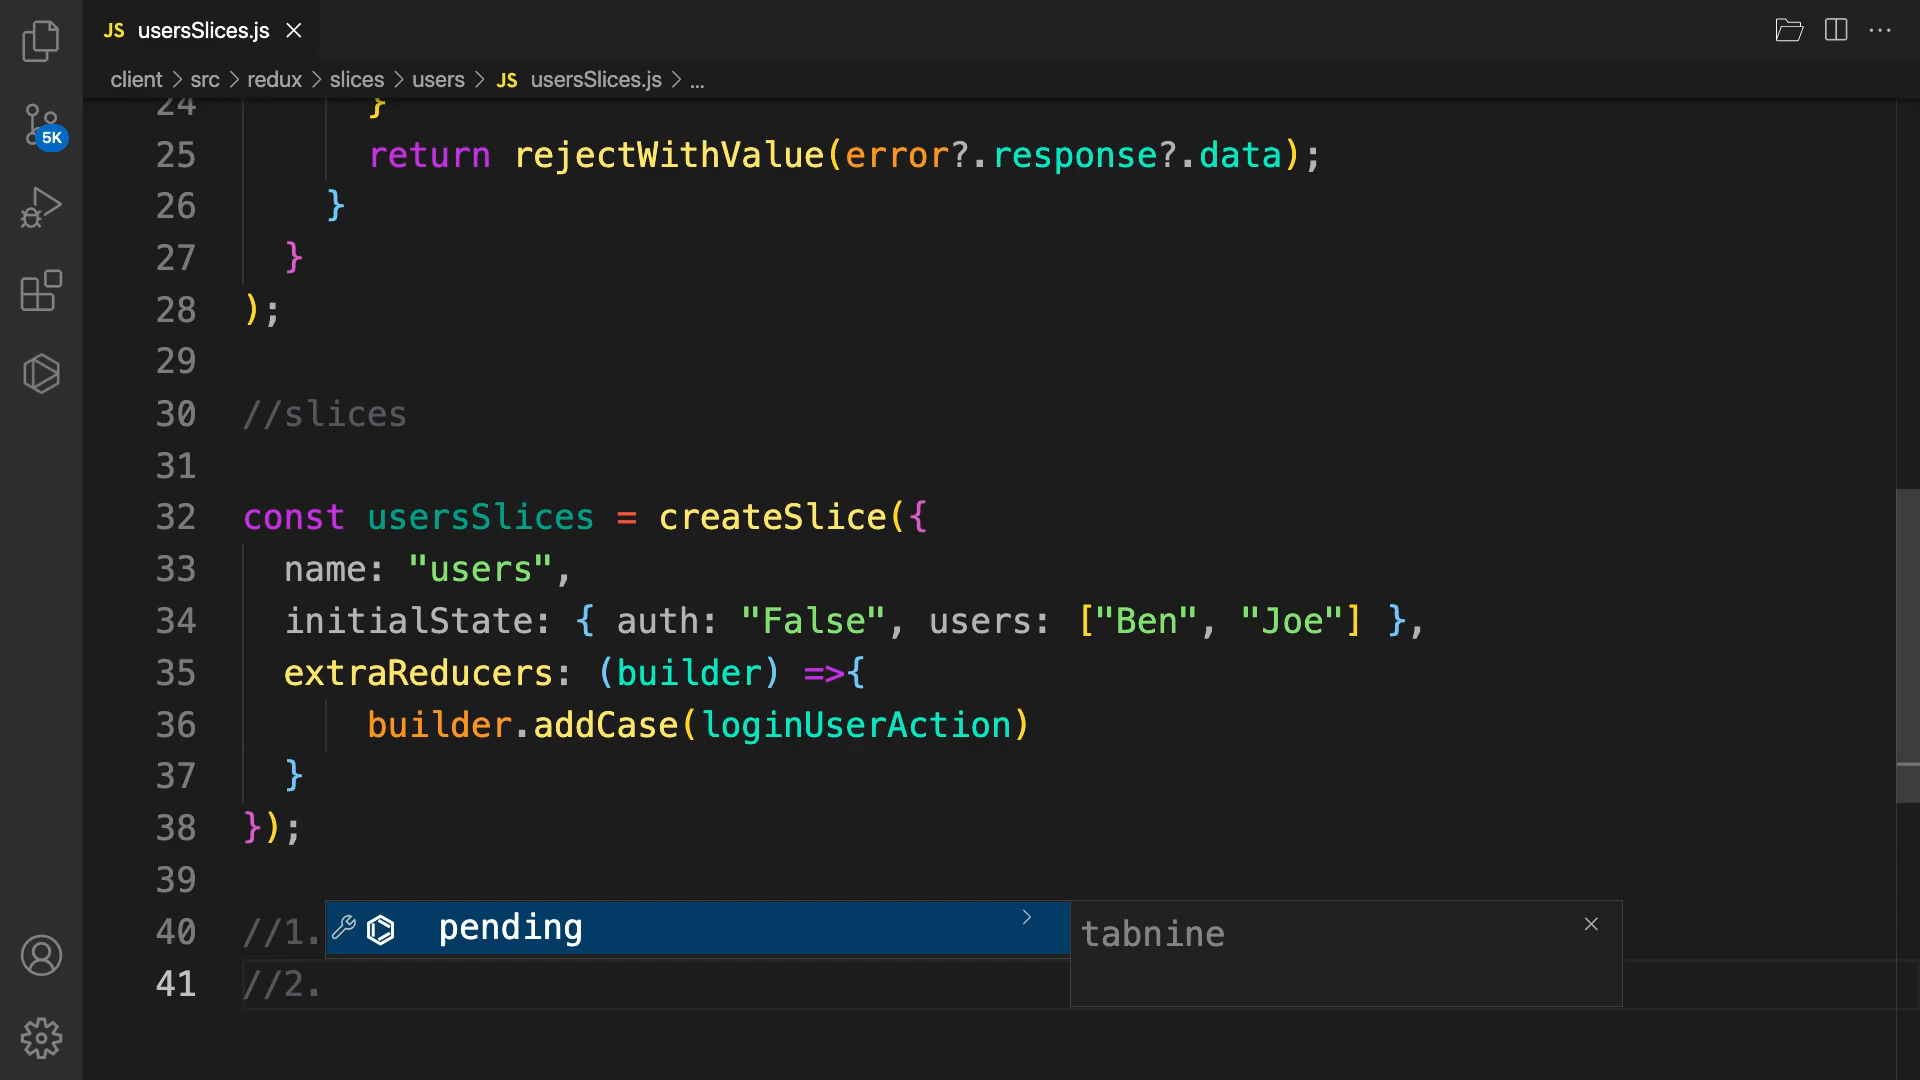 JS usersSlices.js
client > src > redux > slices > users > JS usersSlices.js > ...
5K
24 }
25 return rejectWithValue(error?.response?.data);
26 }
27 }
28 );
29
30 //slices
31
32 const usersSlices = createSlice({
33 name: "users",
34 initialState: { auth: "False", users: ["Ben", "Joe"] },
35 extraReducers: (builder) =>{
36 builder.addCase(loginUserAction)
37 }
38 });
39
40 //1.
pending
tabnine
41 //2.